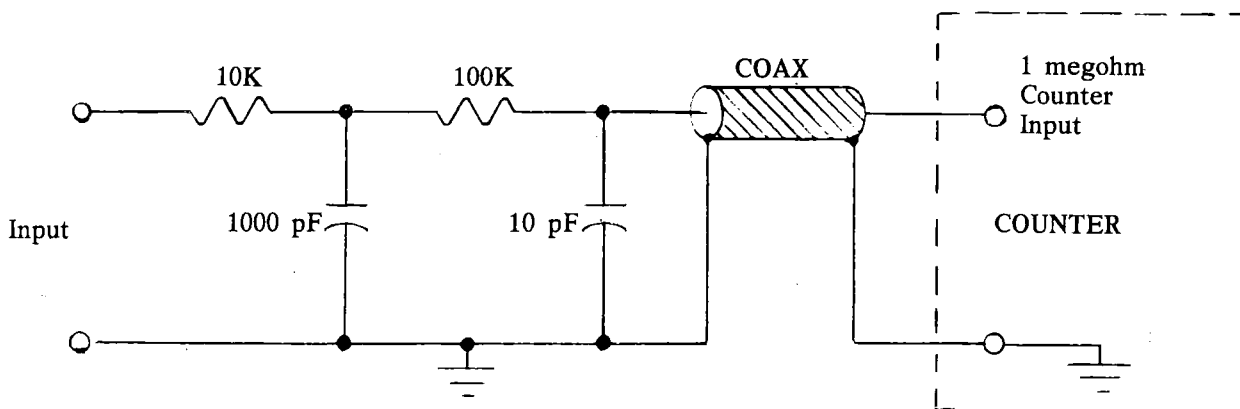 10K
100K
COAX
1 megohm
Counter
Input
Input
1000 pF
10 pF
COUNTER